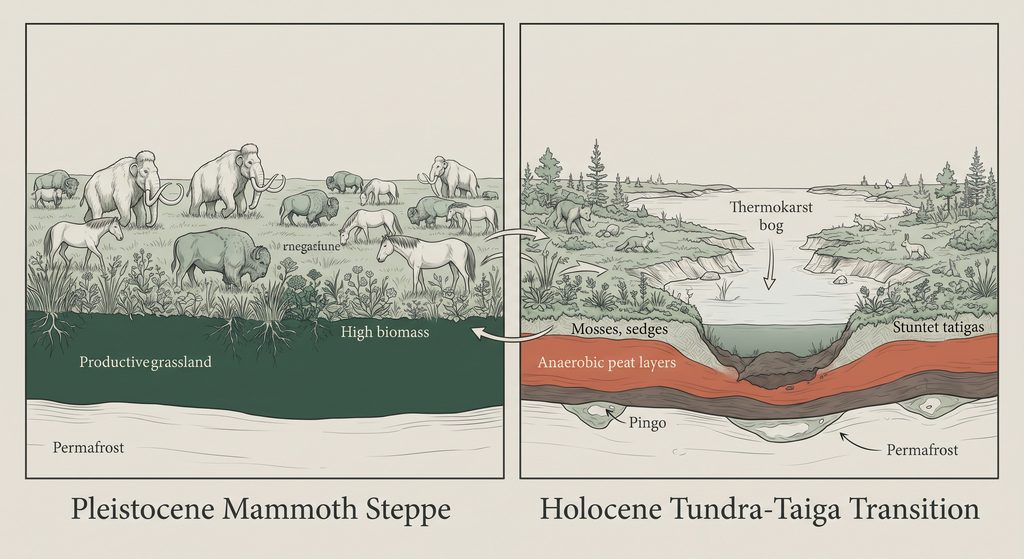 rnegatiune
High biomass
Productivegrassland
Permafrost
Pleistocene Mammoth Steppe
Thermokarst
bog
Mosses, sedges
Stuntet tatigas
Anaerobic peat layers
Pingo
Permafrost
Holocene Tundra-Taiga Transition